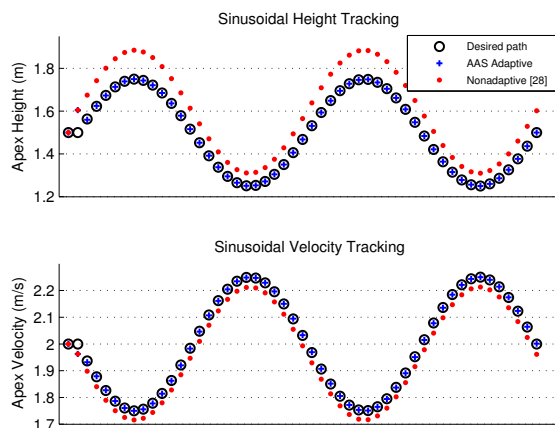 Sinusoidal Height Tracking
Apex Height (m)
1.8
1.6
1.4
1.2
Desired path
AAS Adaptive
Nonadaptive [28]
Sinusoidal Velocity Tracking
Apex Velocity (m/s)
2.2
2.1
2
1.9
1.8
1.7